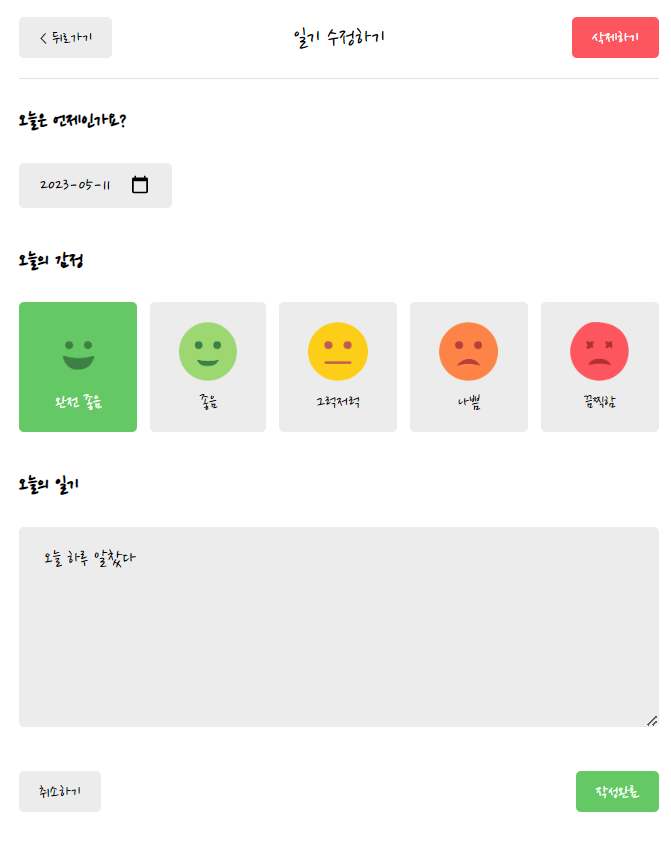 < 뒤로가기 일기 수정하기 삭제하기
오늘은 언제인가요?
2023-05-11
오늘의 감정
완전 좋음 좋음 그럭저럭 나쁨 끔찍함
오늘의 일기
오늘 하루 알찼다
취소하기 작성완료